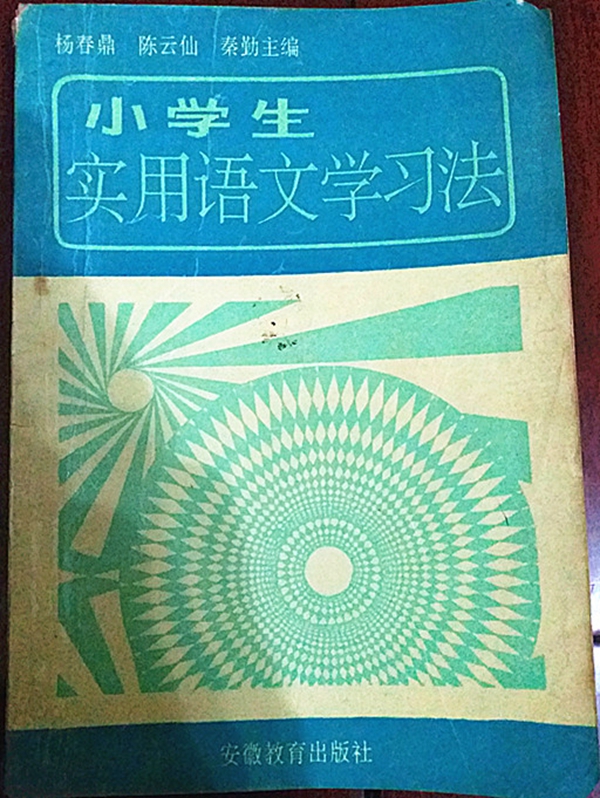 杨春鼎 陈云仙 秦勤主编
小学生
实用语文学习法
安徽教育出版社